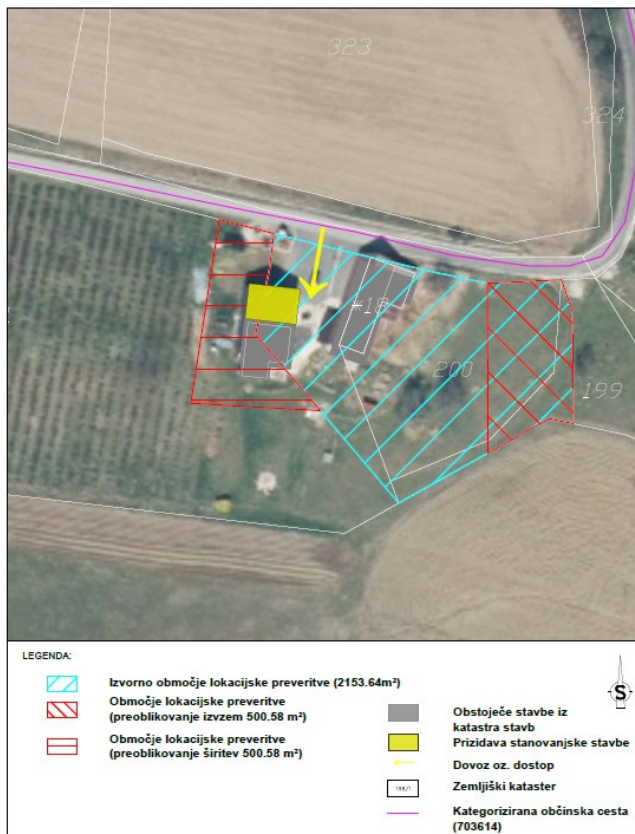 323
324
*18
200
199
LEGENDA:
Izvorno območje lokacijske preveritve (2153.64m²)
Območje lokacijske preveritve
(preoblikovanje izvzem 500.58 m²)
Območje lokacijske preveritve
(preoblikovanje širitev 500.58 m²)
S
Obstoječe stavbe iz
katastra stavb
Prizidava stanovanjske stavbe
Dovoz oz. dostop
Zemljiški kataster
Kategorizirana občinska cesta
(703614)